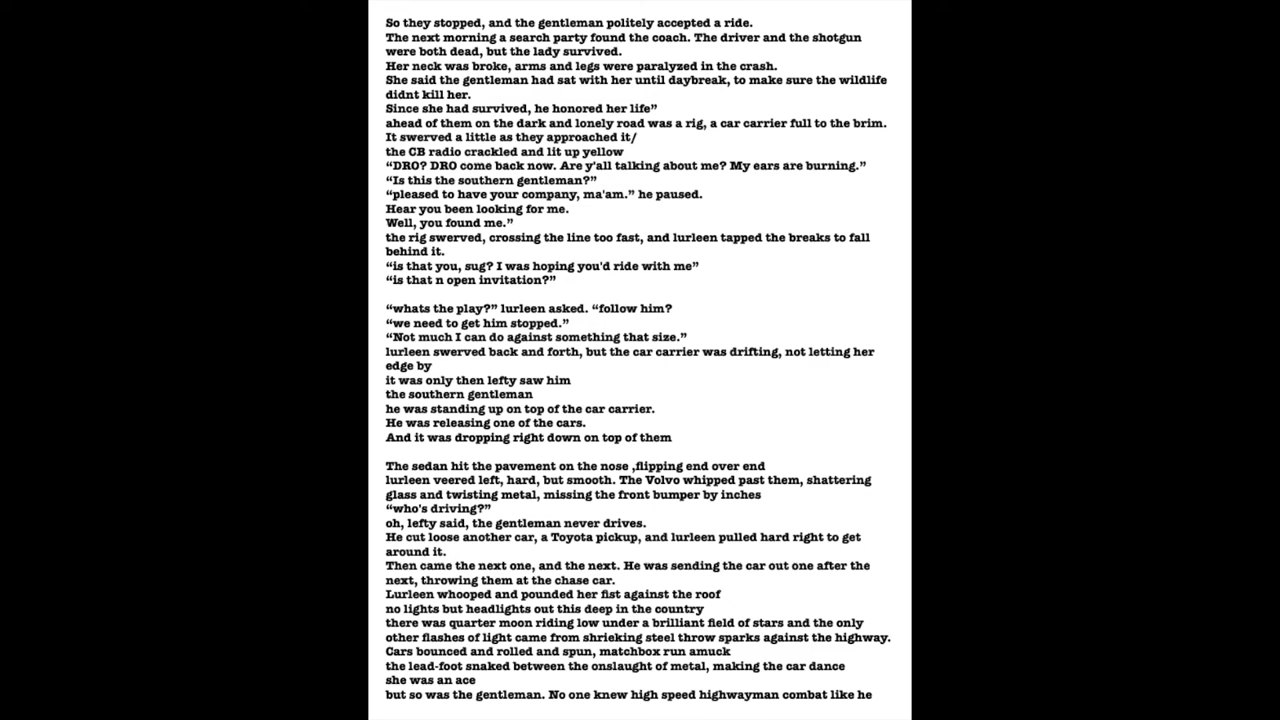 So they stopped, and the gentleman politely accepted a ride.
The next morning a search party found the coach. The driver and the shotgun
were both dead, but the lady survived.
Her neck was broke, arms and legs were paralyzed in the crash.
She said the gentleman had sat with her until daybreak, to make sure the wildlife
didnt kill her.
Since she had survived, he honored her life”
ahead of them on the dark and lonely road was a rig, a car carrier full to the brim.
It swerved a little as they approached it/
the CB radio crackled and lit up yellow
“DRO? DRO come back now. Are y'all talking about me? My ears are burning.”
“Is this the southern gentleman?”
“pleased to have your company, ma'am.” he paused.
Hear you been looking for me.
Well, you found me.”
the rig swerved, crossing the line too fast, and lurleen tapped the breaks to fall
behind it.
“is that you, sug? I was hoping you'd ride with me”
“is that n open invitation?”
“whats the play?” lurleen asked. “follow him?
“we need to get him stopped.”
“Not much I can do against something that size.”
lurleen swerved back and forth, but the car carrier was drifting, not letting her
edge by
it was only then lefty saw him
the southern gentleman
he was standing up on top of the car carrier.
He was releasing one of the cars.
And it was dropping right down on top of them
The sedan hit the pavement on the nose ,flipping end over end
lurleen veered left, hard, but smooth. The Volvo whipped past them, shattering
glass and twisting metal, missing the front bumper by inches
“who's driving?”
oh, lefty said, the gentleman never drives.
He cut loose another car, a Toyota pickup, and lurleen pulled hard right to get
around it.
Then came the next one, and the next. He was sending the car out one after the
next, throwing them at the chase car.
Lurleen whooped and pounded her fist against the roof
no lights but headlights out this deep in the country
there was quarter moon riding low under a brilliant field of stars and the only
other flashes of light came from shrieking steel throw sparks against the highway.
Cars bounced and rolled and spun, matchbox run amuck
the lead-foot snaked between the onslaught of metal, making the car dance
she was an ace
but so was the gentleman. No one knew high speed highwayman combat like he